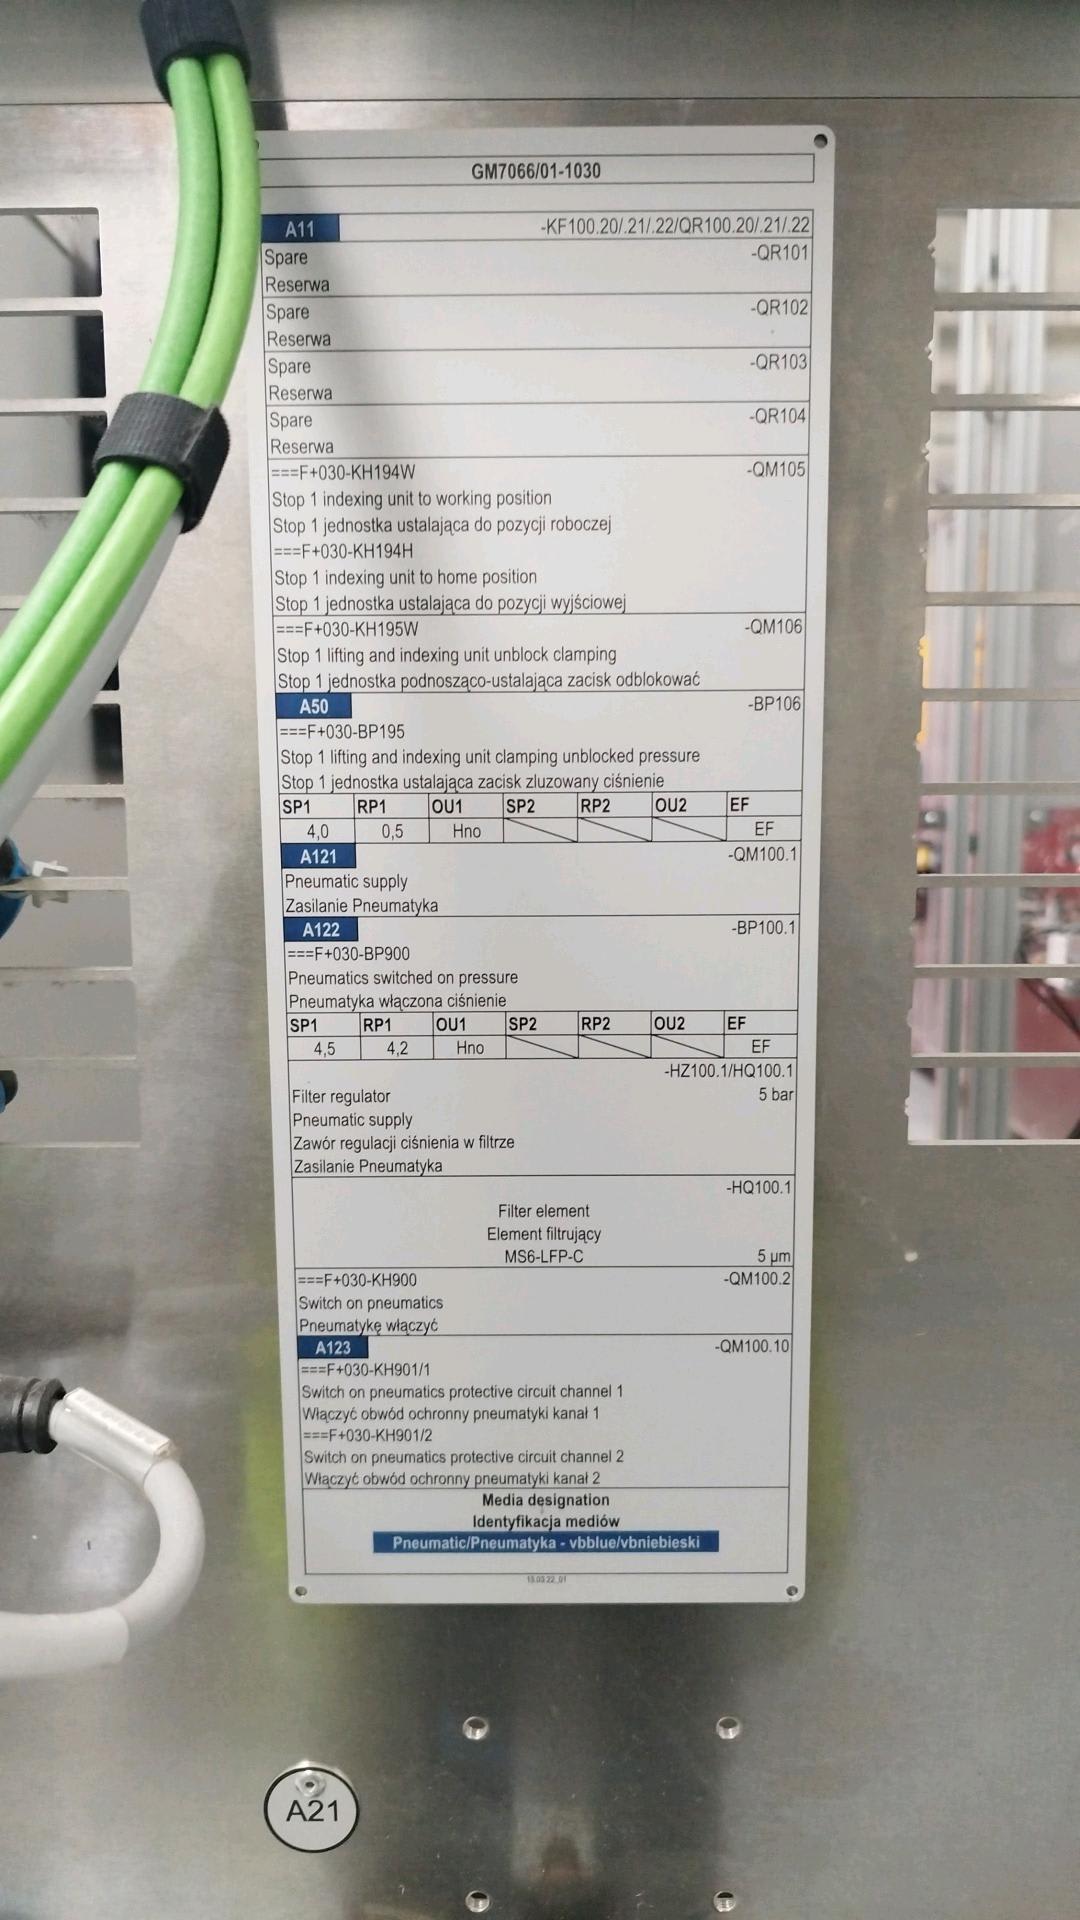 GM7066/01-1030
A11 -KF100.20/.21/.22/QR100.20/.21/.22
Spare -QR101
Reserwa
Spare -QR102
Reserwa
Spare -QR103
Reserwa
Spare -QR104
Reserwa
===F+030-KH194W -QM105
Stop 1 indexing unit to working position
Stop 1 jednostka ustalająca do pozycji roboczej
===F+030-KH194H
Stop 1 indexing unit to home position
Stop 1 jednostka ustalająca do pozycji wyjściowej
===F+030-KH195W -QM106
Stop 1 lifting and indexing unit unblock clamping
Stop 1 jednostka podnosząco-ustalająca zacisk odblokować
A50 -BP106
===F+030-BP195
Stop 1 lifting and indexing unit clamping unblocked pressure
Stop 1 jednostka ustalająca zacisk zluzowany ciśnienie
SP1 RP1 OU1 SP2 RP2 OU2 EF
4,0 0,5 Hno EF
A121 -QM100.1
Pneumatic supply
Zasilanie Pneumatyka
A122 -BP100.1
===F+030-BP900
Pneumatics switched on pressure
Pneumatyka włączona ciśnienie
SP1 RP1 OU1 SP2 RP2 OU2 EF
4,5 4,2 Hno EF
-HZ100.1/HQ100.1
Filter regulator 5 bar
Pneumatic supply
Zawór regulacji ciśnienia w filtrze
Zasilanie Pneumatyka
-HQ100.1
Filter element
Element filtrujący
MS6-LFP-C 5 µm
===F+030-KH900 -QM100.2
Switch on pneumatics
Pneumatykę włączyć
A123 -QM100.10
===F+030-KH901/1
Switch on pneumatics protective circuit channel 1
Włączyć obwód ochronny pneumatyki kanał 1
===F+030-KH901/2
Switch on pneumatics protective circuit channel 2
Włączyć obwód ochronny pneumatyki kanał 2
Media designation
Identyfikacja mediów
Pneumatic/Pneumatyka - vbblue/vbniebieski
A21